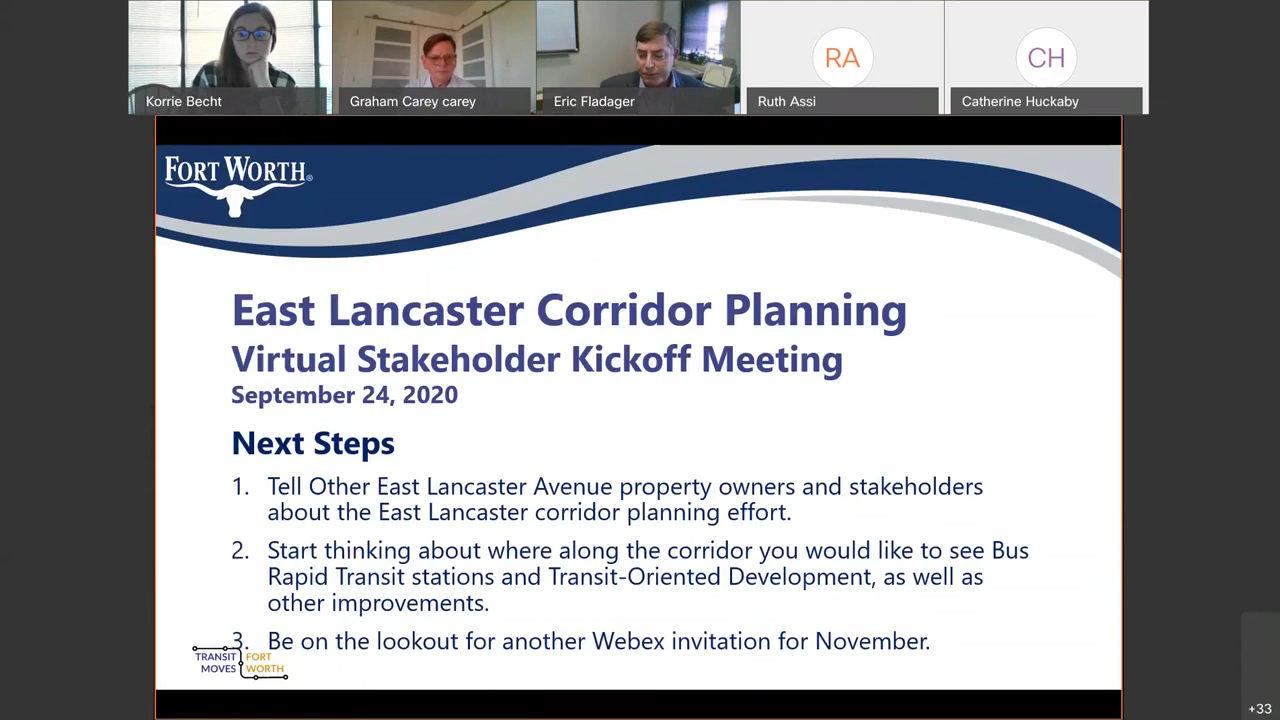 RA
CH
Korrie Becht
Graham Carey carey
Eric Fladager
Ruth Assi
Catherine Huckaby
FORT WORTH®
East Lancaster Corridor Planning
Virtual Stakeholder Kickoff Meeting
September 24, 2020
Next Steps
1. Tell Other East Lancaster Avenue property owners and stakeholders
about the East Lancaster corridor planning effort.
2. Start thinking about where along the corridor you would like to see Bus
Rapid Transit stations and Transit-Oriented Development, as well as
other improvements.
3. Be on the lookout for another Webex invitation for November.
TRANSIT FORT
MOVES WORTH
+33